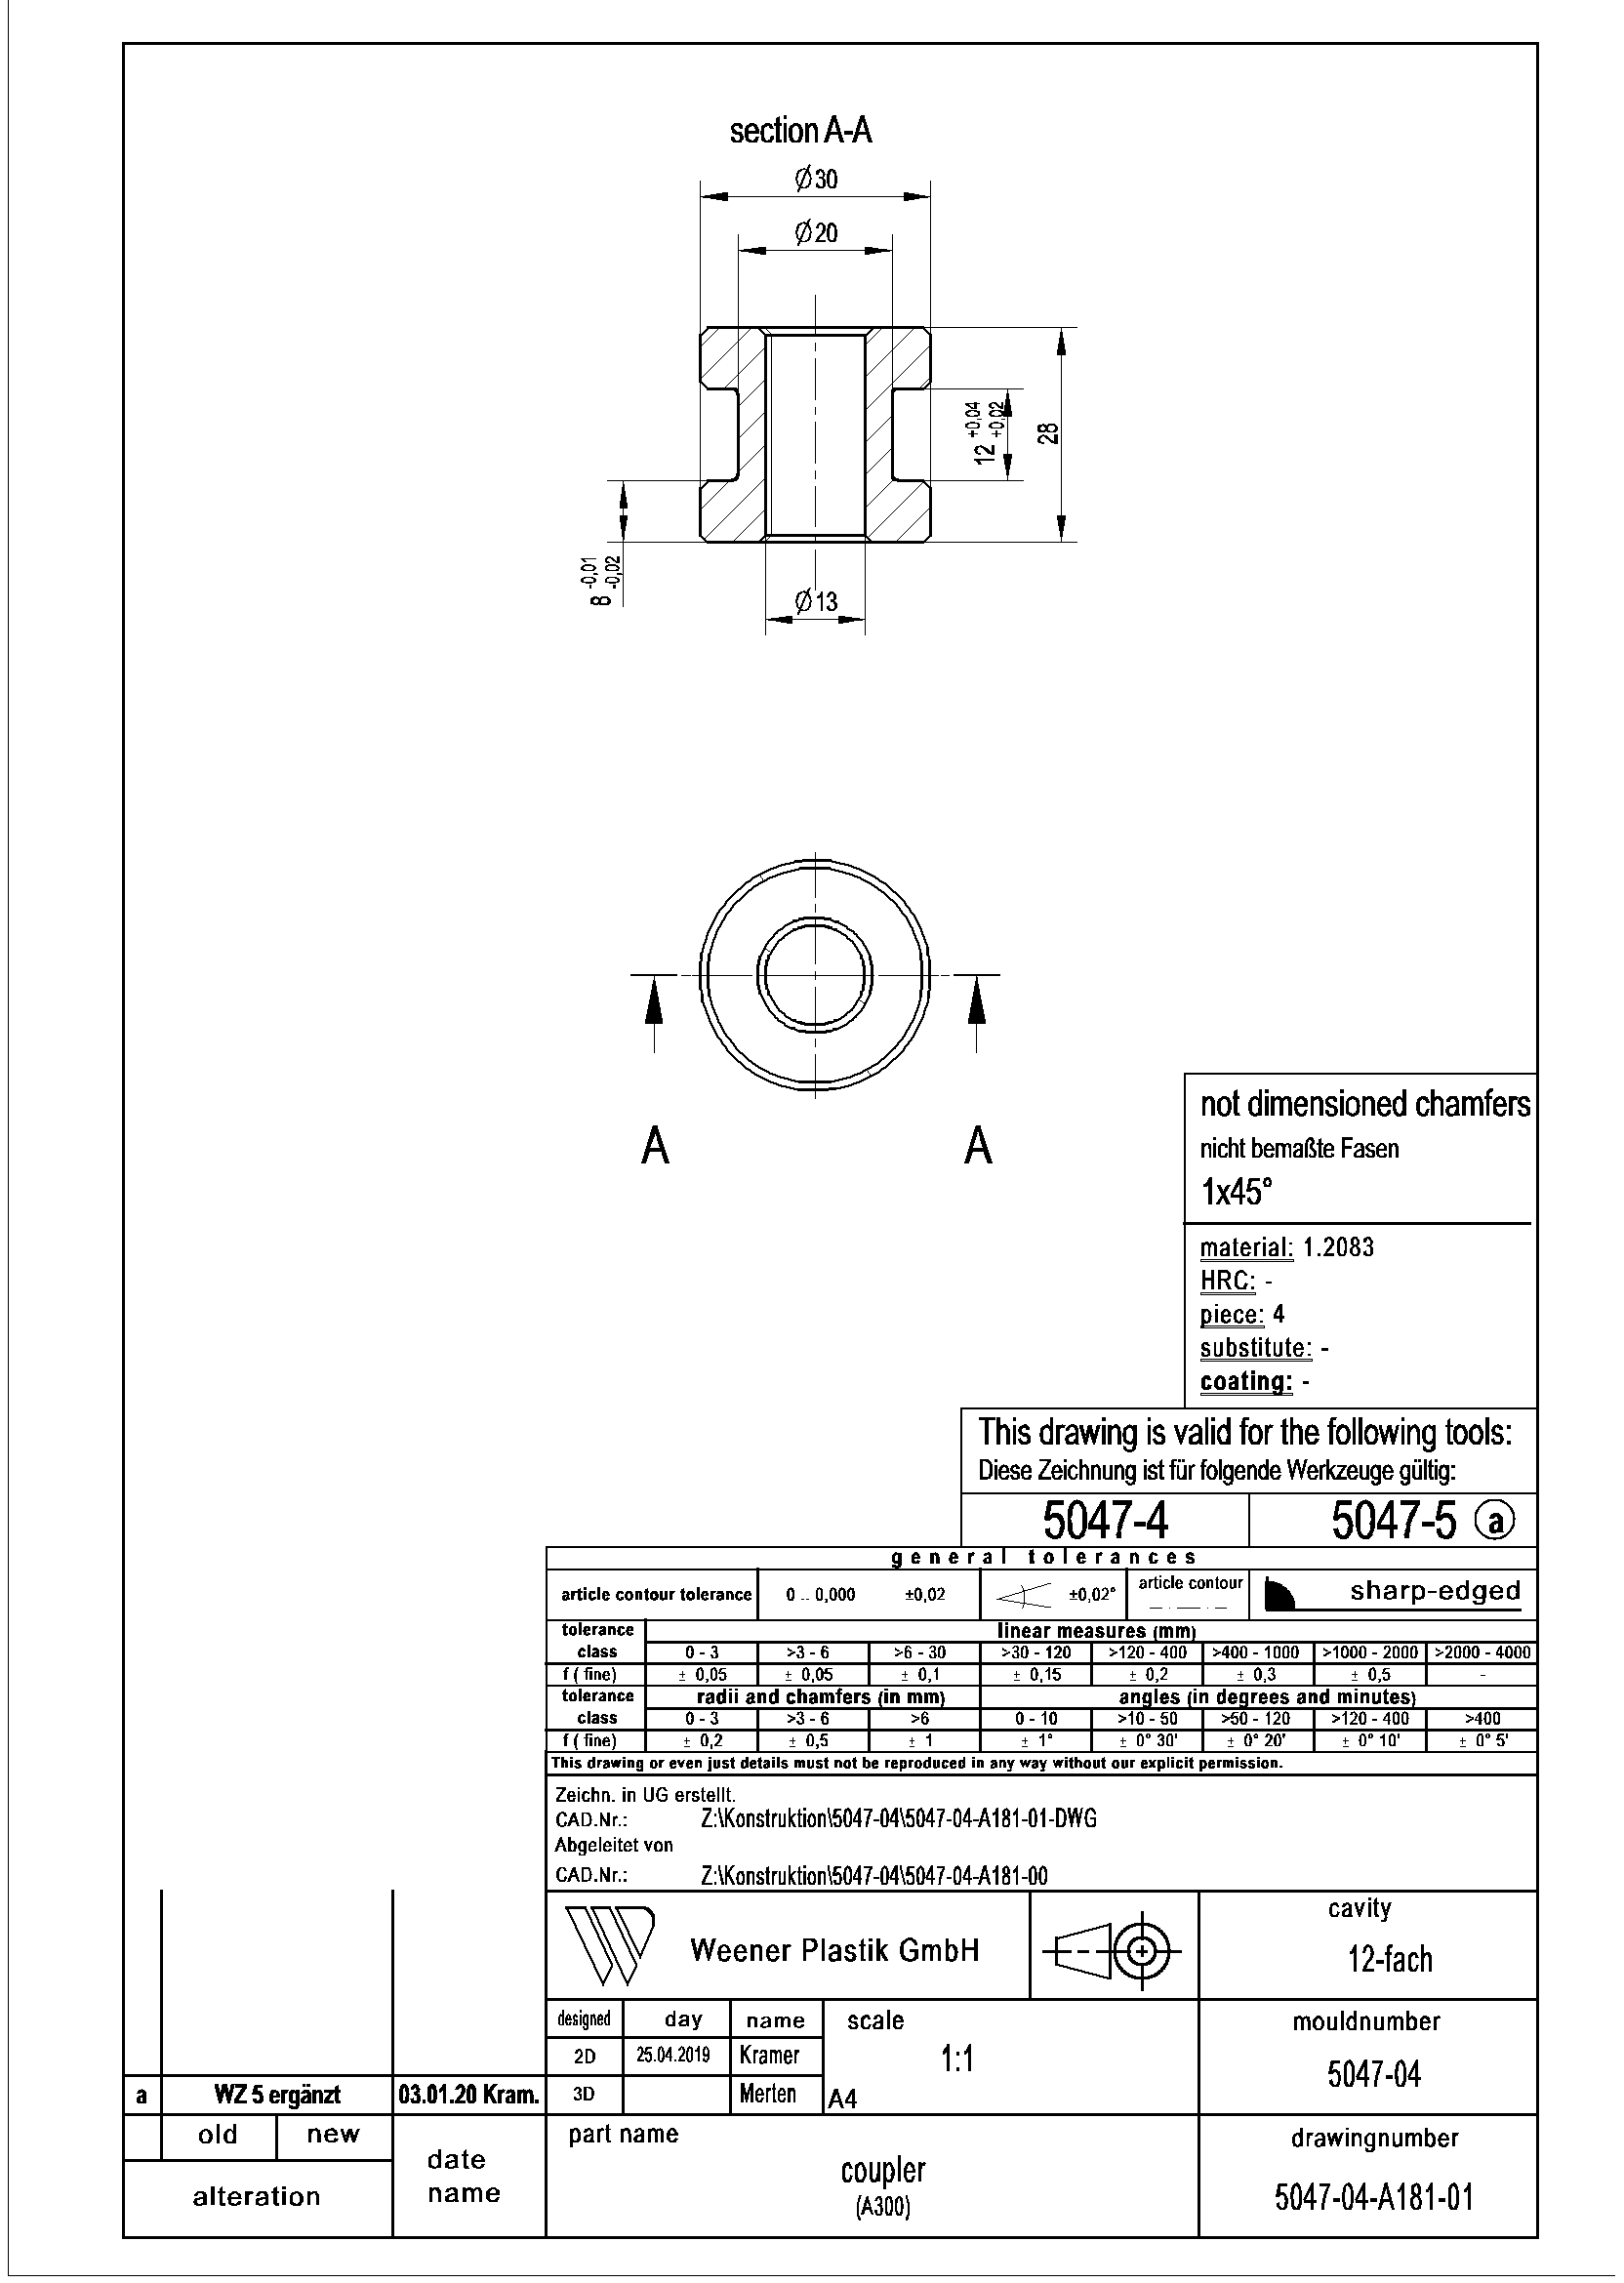 section A-A
Ø30
Ø20
12 +0,04 +0,02
28
8 -0,01 -0,02
Ø13
A A
not dimensioned chamfers
nicht bemaßte Fasen
1x45°
material: 1.2083
HRC: -
piece: 4
substitute: -
coating: -
This drawing is valid for the following tools:
Diese Zeichnung ist für folgende Werkzeuge gültig:
5047-4 5047-5 a
general tolerances
article contour tolerance 0 .. 0,000 ±0,02 ±0,02° article contour sharp-edged
tolerance class linear measures (mm)
0 - 3 >3 - 6 >6 - 30 >30 - 120 >120 - 400 >400 - 1000 >1000 - 2000 >2000 - 4000
f ( fine) ± 0,05 ± 0,05 ± 0,1 ± 0,15 ± 0,2 ± 0,3 ± 0,5 -
tolerance class radii and chamfers (in mm) angles (in degrees and minutes)
0 - 3 >3 - 6 >6 0 - 10 >10 - 50 >50 - 120 >120 - 400 >400
f ( fine) ± 0,2 ± 0,5 ± 1 ± 1° ± 0° 30' ± 0° 20' ± 0° 10' ± 0° 5'
This drawing or even just details must not be reproduced in any way without our explicit permission.
Zeichn. in UG erstellt.
CAD.Nr.: Z:\Konstruktion\5047-04\5047-04-A181-01-DWG
Abgeleitet von
CAD.Nr.: Z:\Konstruktion\5047-04\5047-04-A181-00
Weener Plastik GmbH
cavity
12-fach
designed day name scale
2D 25.04.2019 Kramer 1:1
3D Merten A4
mouldnumber
5047-04
a WZ 5 ergänzt 03.01.20 Kram.
old new
alteration
date
name
part name
coupler
(A300)
drawingnumber
5047-04-A181-01